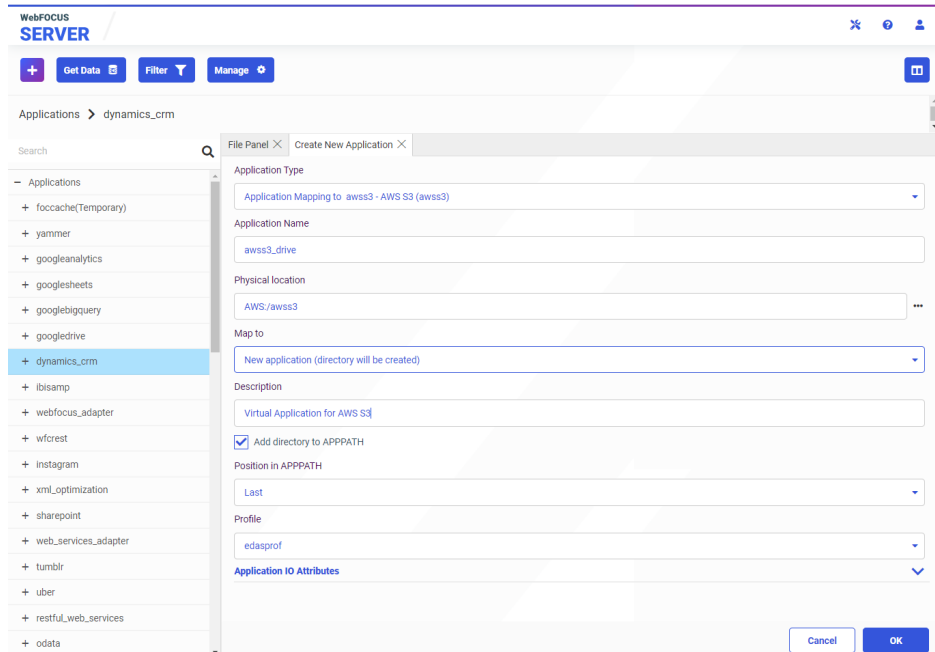 WebFOCUS
SERVER
Get Data
Filter
Manage
Applications > dynamics_crm
Search
Applications
foccache(Temporary)
yammer
googleanalytics
googlesheets
googlebigquery
googledrive
dynamics_crm
ibisamp
webfocus_adapter
wfcrest
instagram
xml_optimization
sharepoint
web_services_adapter
tumblr
uber
restful_web_services
odata
File Panel
Create New Application
Application Type
Application Mapping to awss3 - AWS S3 (awss3)
Application Name
awss3_drive
Physical location
AWS:/awss3
Map to
New application (directory will be created)
Description
Virtual Application for AWS S3
Add directory to APPPATH
Position in APPPATH
Last
Profile
edasprof
Application IO Attributes
Cancel
OK